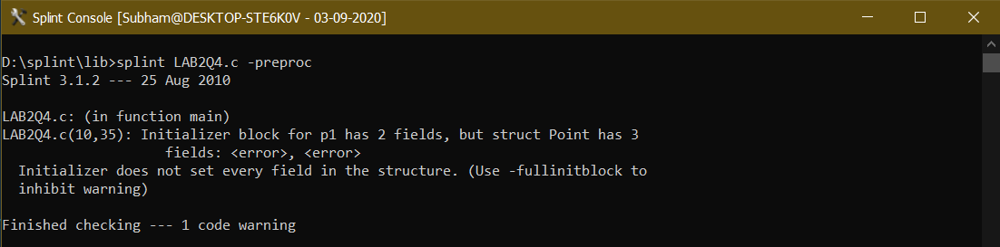 Splint Console [Subham@DESKTOP-STE6K0V - 03-09-2020]
D:\splint\lib>splint LAB2Q4.c -preproc
Splint 3.1.2 --- 25 Aug 2010
LAB2Q4.c: (in function main)
LAB2Q4.c(10,35): Initializer block for p1 has 2 fields, but struct Point has 3
fields: <error>, <error>
Initializer does not set every field in the structure. (Use -fullinitblock to
inhibit warning)
Finished checking --- 1 code warning